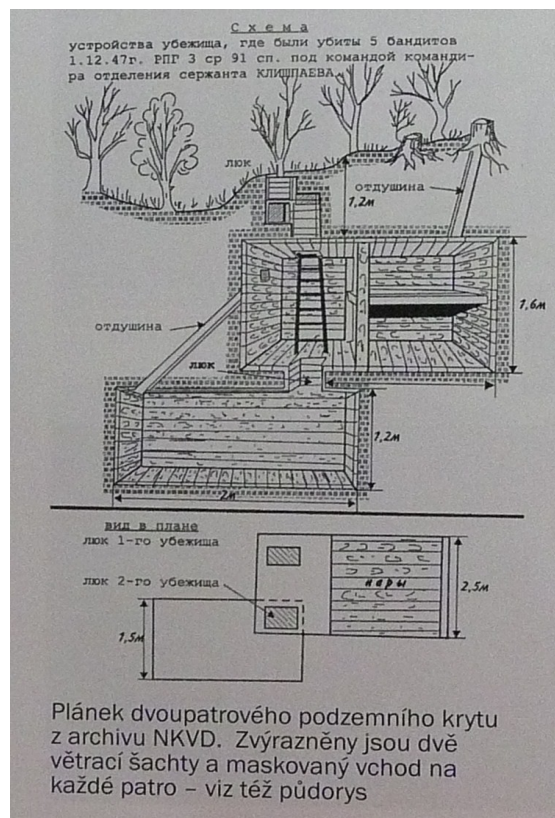 Схема
устройства убежища, где были убиты 5 бандитов
1.12.47г. РПГ 3 ср 91 сп. под командой команди-
ра отделения сержанта КЛИШПАЕВА.
люк
отдушина
1,2м
1,6м
отдушина
люк
1,2м
2м
вид в плане
люк 1-го убежища
нары
люк 2-го убежища
2,5м
1,5м
Plánek dvoupatrového podzemního krytu
z archivu NKVD. Zvýrazněny jsou dvě
větrací šachty a maskovaný vchod na
každé patro – viz též půdorys